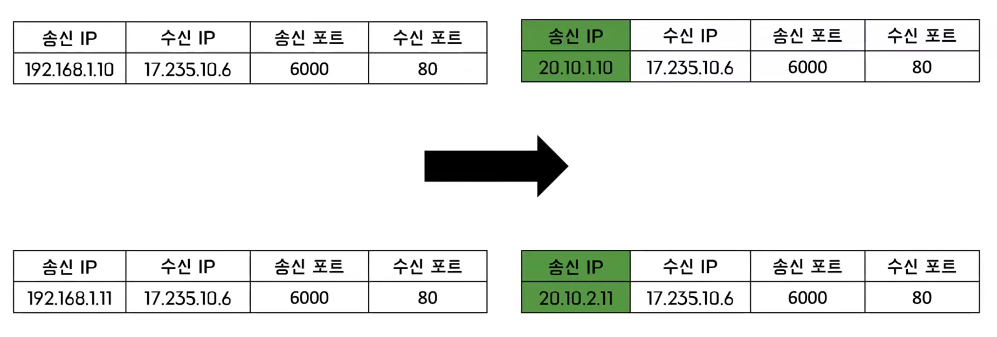 송신 IP 수신 IP 송신 포트 수신 포트
192.168.1.10 17.235.10.6 6000 80
송신 IP 수신 IP 송신 포트 수신 포트
20.10.1.10 17.235.10.6 6000 80
송신 IP 수신 IP 송신 포트 수신 포트
192.168.1.11 17.235.10.6 6000 80
송신 IP 수신 IP 송신 포트 수신 포트
20.10.2.11 17.235.10.6 6000 80